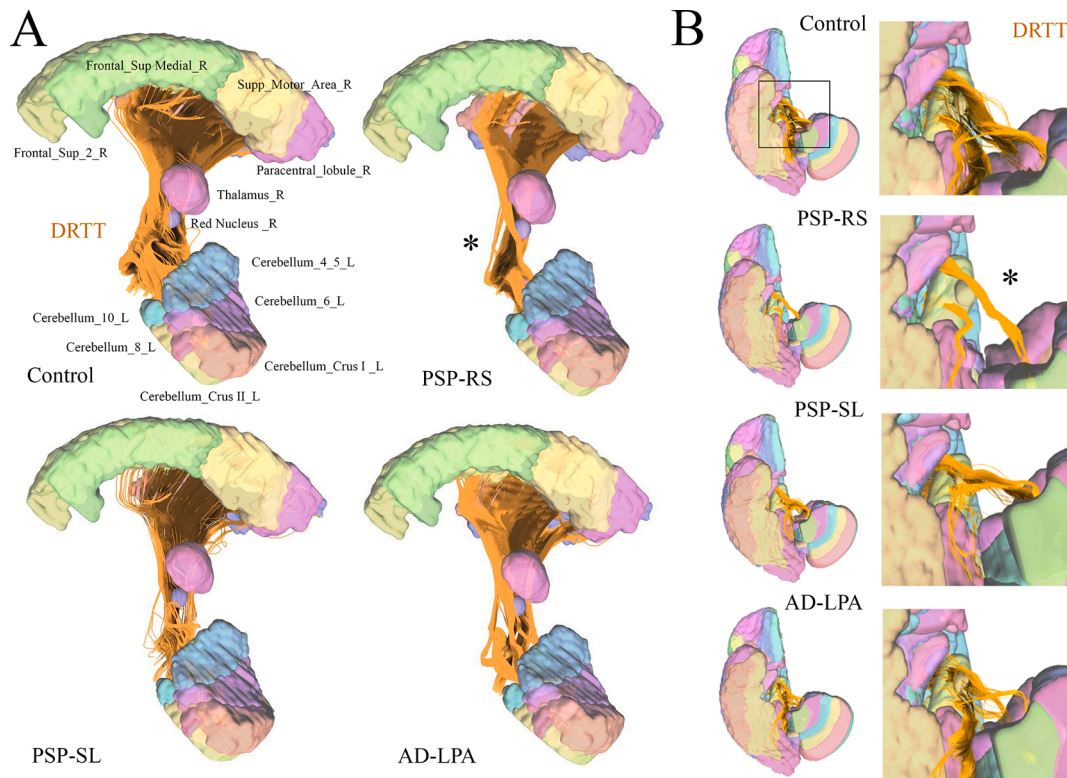 A
Frontal_Sup Medial_R
Supp_Motor_Area_R
Frontal_Sup_2_R
Paracentral_lobule_R
Thalamus_R
DRTT
Red Nucleus _R
*
Cerebellum_4_5_L
Cerebellum_6_L
Cerebellum_10_L
Cerebellum_8_L
Cerebellum_Crus I _L
Control
PSP-RS
Cerebellum_Crus II_L
PSP-SL
AD-LPA
B
Control
DRTT
PSP-RS
*
PSP-SL
AD-LPA